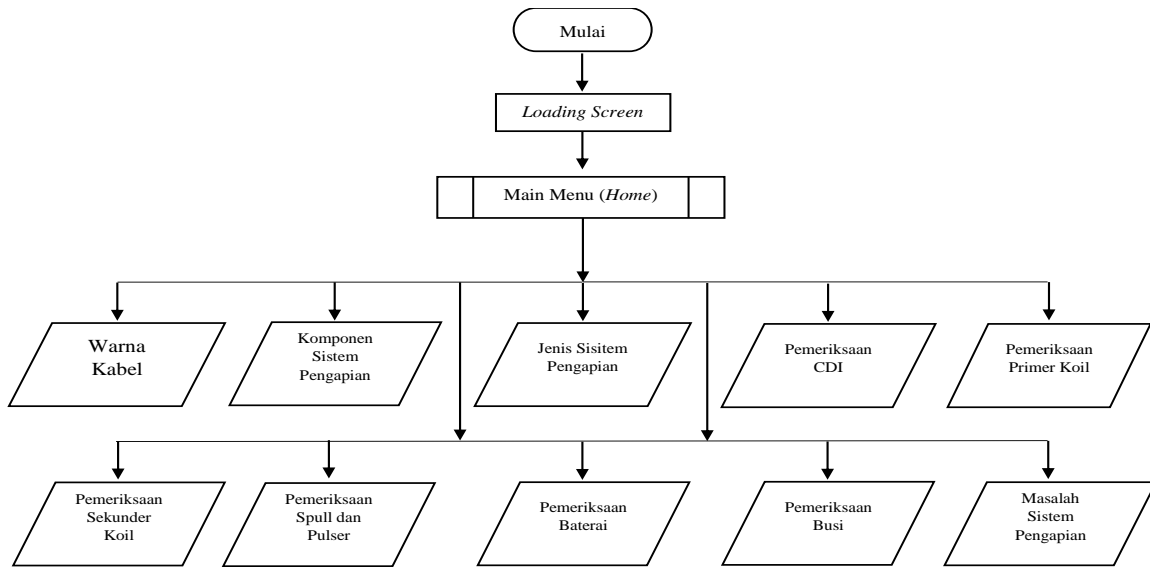 Mulai
Loading Screen
Main Menu (Home)
Warna
Kabel
Komponen
Sistem
Pengapian
Jenis Sisitem
Pengapian
Pemeriksaan
CDI
Pemeriksaan
Primer Koil
Pemeriksaan
Sekunder
Koil
Pemeriksaan
Spull dan
Pulser
Pemeriksaan
Baterai
Pemeriksaan
Busi
Masalah
Sistem
Pengapian